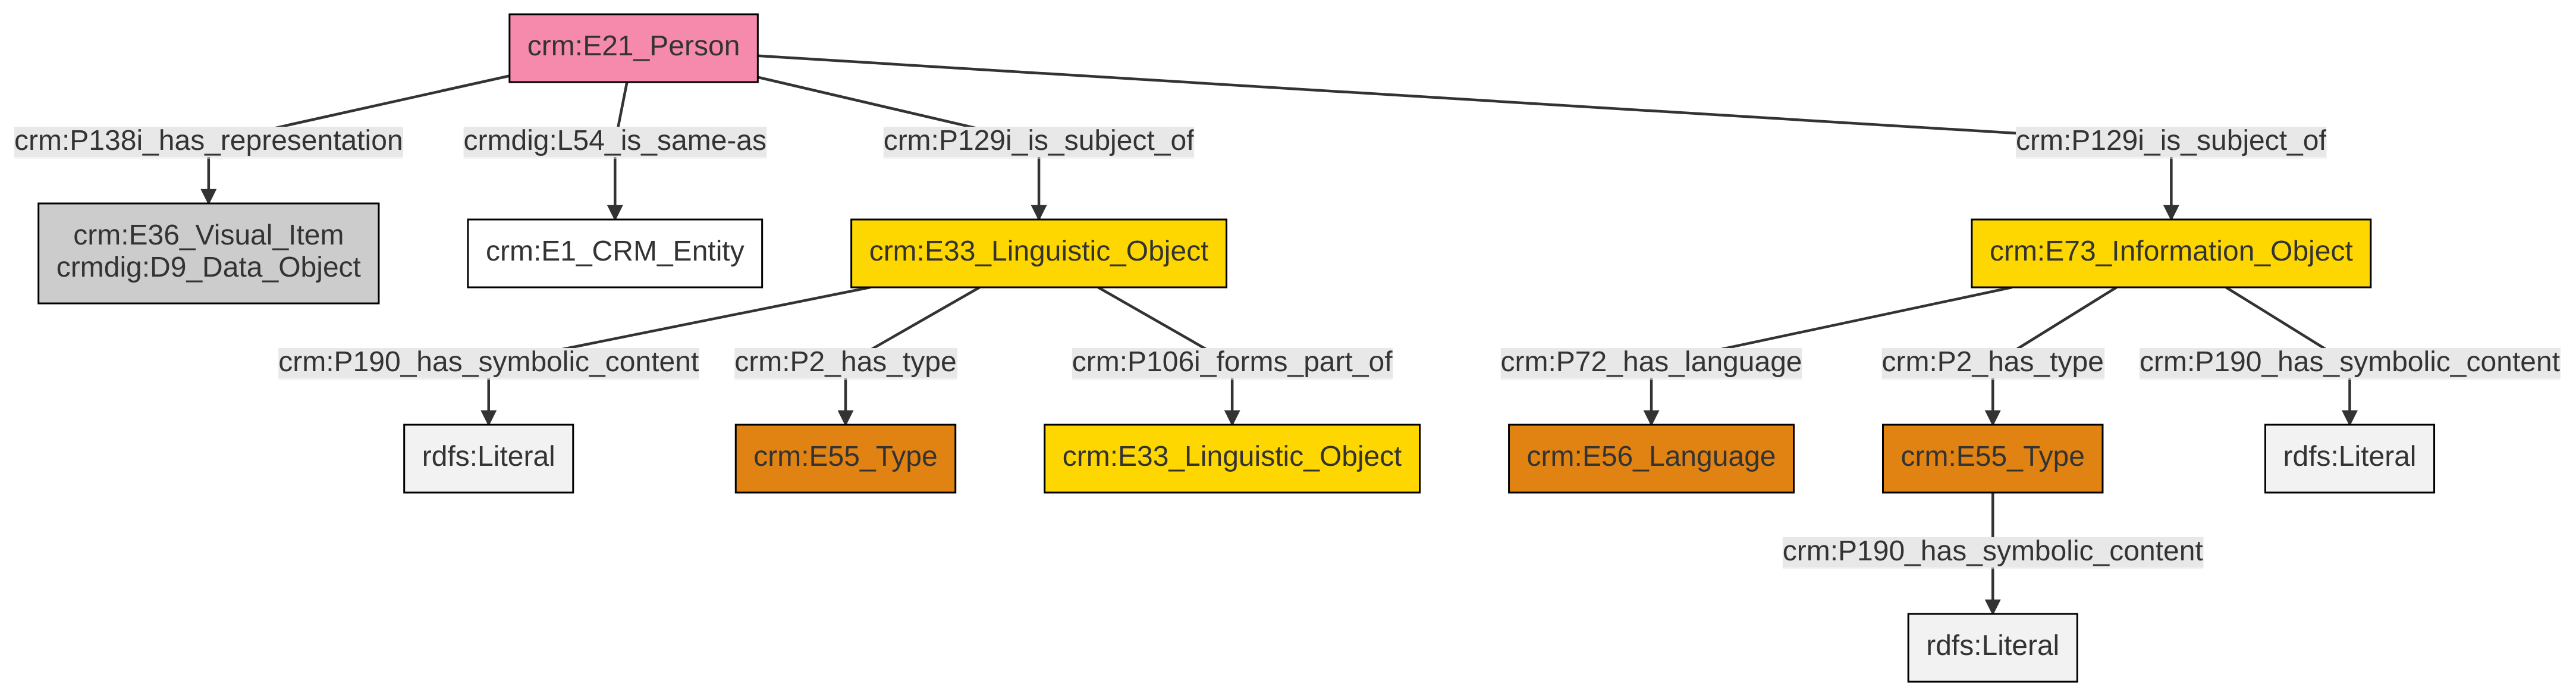 crm:E21_Person
crm:P138i_has_representation
crmdig:L54_is_same-as
crm:P129i_is_subject_of
crm:P129i_is_subject_of
crm:E36_Visual_Item
crmdig:D9_Data_Object
crm:E1_CRM_Entity
crm:E33_Linguistic_Object
crm:E73_Information_Object
crm:P190_has_symbolic_content
crm:P2_has_type
crm:P106i_forms_part_of
crm:P72_has_language
crm:P2_has_type
crm:P190_has_symbolic_content
rdfs:Literal
crm:E55_Type
crm:E33_Linguistic_Object
crm:E56_Language
crm:E55_Type
rdfs:Literal
crm:P190_has_symbolic_content
rdfs:Literal